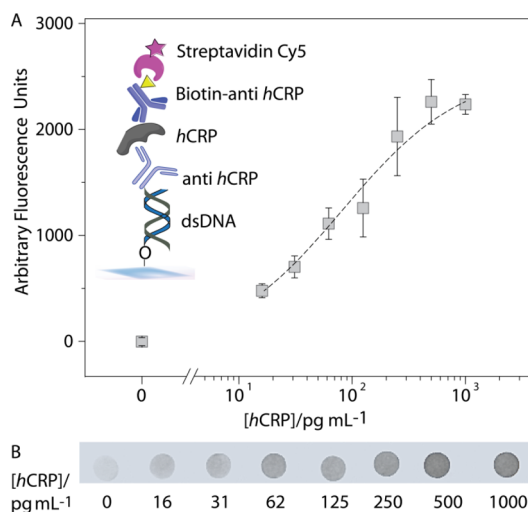 A
3000
2000
1000
0
Arbitrary Fluorescence Units
Streptavidin Cy5
Biotin-anti hCRP
hCRP
anti hCRP
dsDNA
O
0 10¹ 10² 10³
[hCRP]/pg mL⁻¹
B
[hCRP]/
pg mL⁻¹ 0 16 31 62 125 250 500 1000